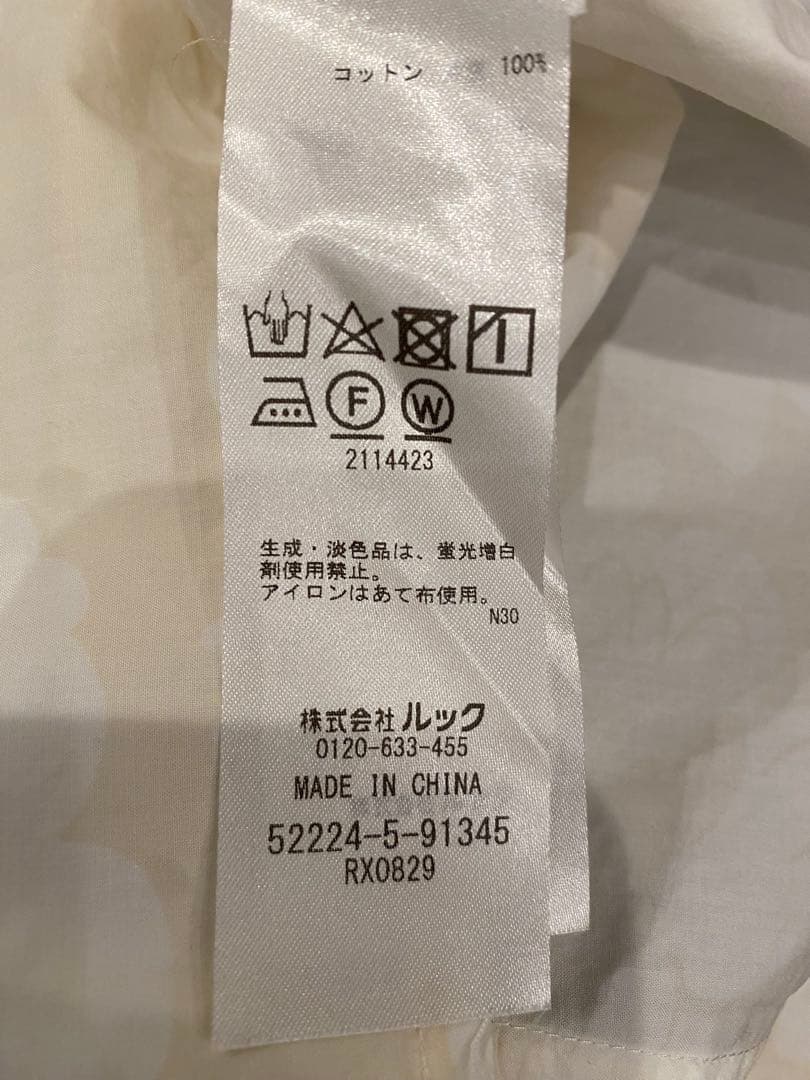 コットン 100%
F W
2114423
生成・淡色品は、蛍光増白
剤使用禁止。
アイロンはあて布使用。
N30
株式会社 ルック
0120-633-455
MADE IN CHINA
52224-5-91345
RX0829